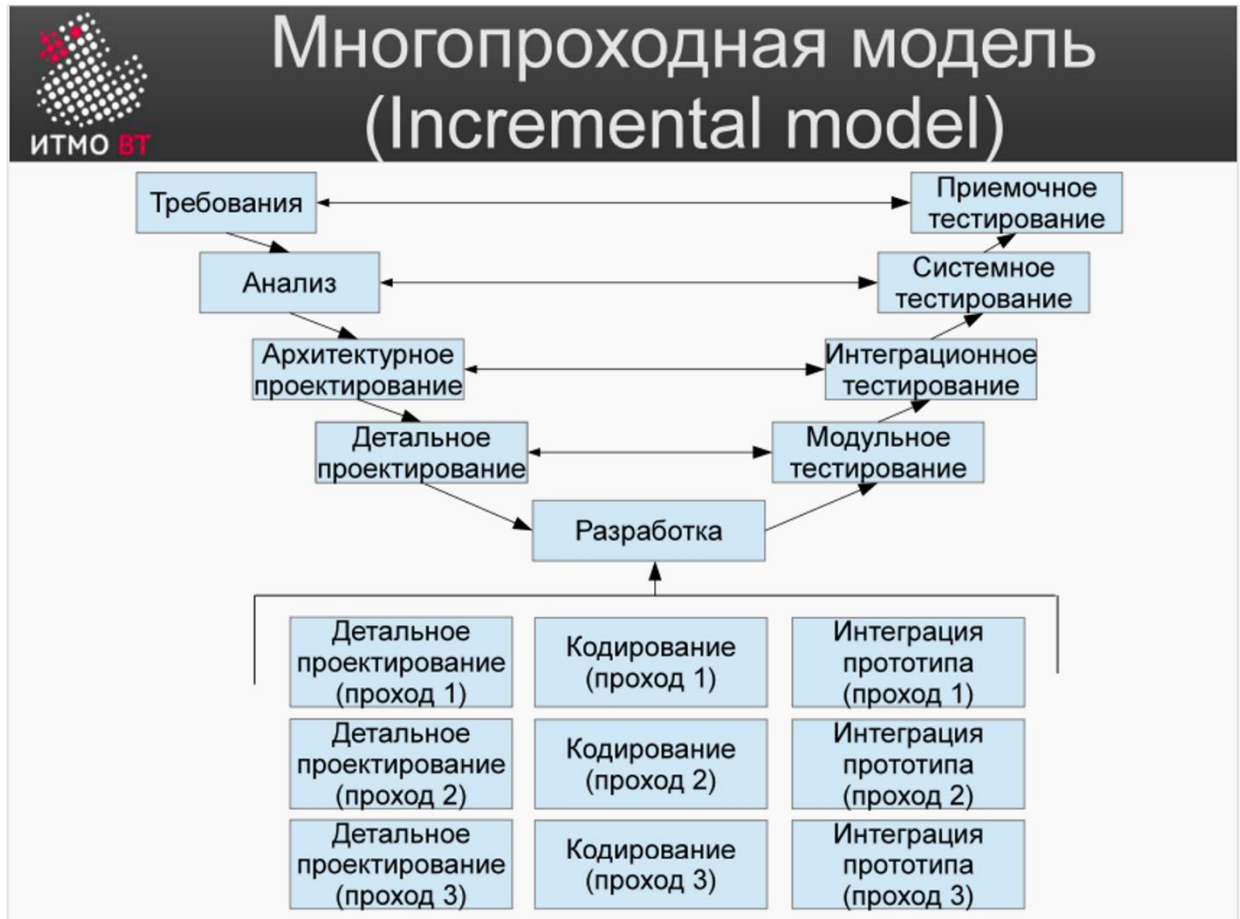 Многопроходная модель
(Incremental model)
ИТМО ВТ
Требования
Приемочное
тестирование
Анализ
Системное
тестирование
Архитектурное
проектирование
Интеграционное
тестирование
Детальное
проектирование
Модульное
тестирование
Разработка
Детальное
проектирование
(проход 1)
Кодирование
(проход 1)
Интеграция
прототипа
(проход 1)
Детальное
проектирование
(проход 2)
Кодирование
(проход 2)
Интеграция
прототипа
(проход 2)
Детальное
проектирование
(проход 3)
Кодирование
(проход 3)
Интеграция
прототипа
(проход 3)